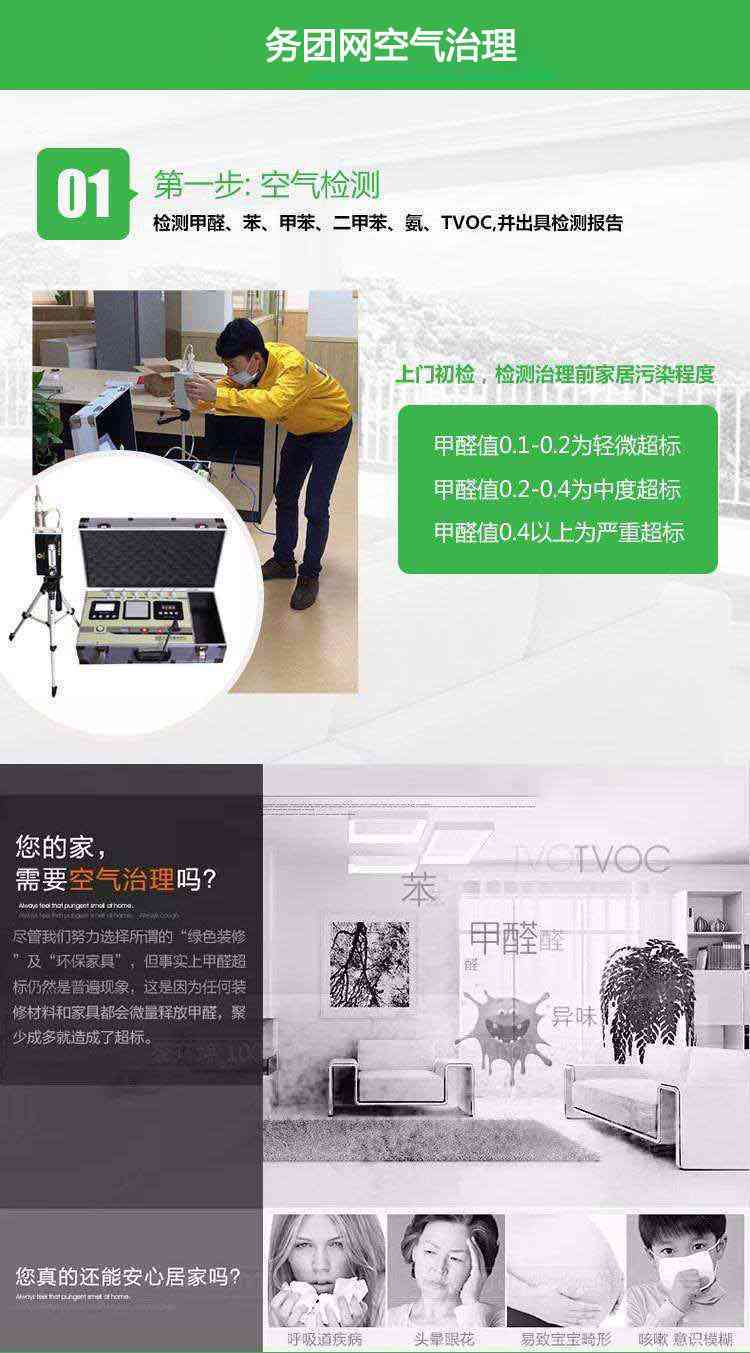 务团网空气治理
01
第一步: 空气检测
检测甲醛、苯、甲苯、二甲苯、氨、TVOC,并出具检测报告
上门初检，检测治理前家居污染程度
甲醛值0.1-0.2为轻微超标
甲醛值0.2-0.4为中度超标
甲醛值0.4以上为严重超标
您的家，
需要空气治理吗?
Always feel that pungent smell at home.
Always feel that pungent smell at home. Always cough
尽管我们努力选择所谓的“绿色装修
”及“环保家具”，但事实上甲醛超
标仍然是普遍现象，这是因为任何装
修材料和家具都会微量释放甲醛，聚
少成多就造成了超标。
TVOTVOC
苯
甲醛醛
醛
异味
您真的还能安心居家吗?
Always feel that pungent smell at home.
呼吸道疾病
头晕眼花
易致宝宝畸形
咳嗽 意识模糊